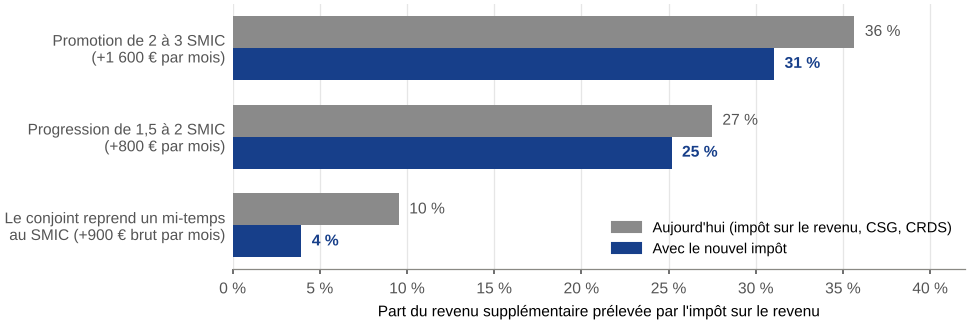 Promotion de 2 à 3 SMIC
(+1 600 € par mois)
36 %
31 %
Progression de 1,5 à 2 SMIC
(+800 € par mois)
27 %
25 %
Le conjoint reprend un mi-temps
au SMIC (+900 € brut par mois)
10 %
4 %
Aujourd'hui (impôt sur le revenu, CSG, CRDS)
Avec le nouvel impôt
0 % 5 % 10 % 15 % 20 % 25 % 30 % 35 % 40 %
Part du revenu supplémentaire prélevée par l'impôt sur le revenu